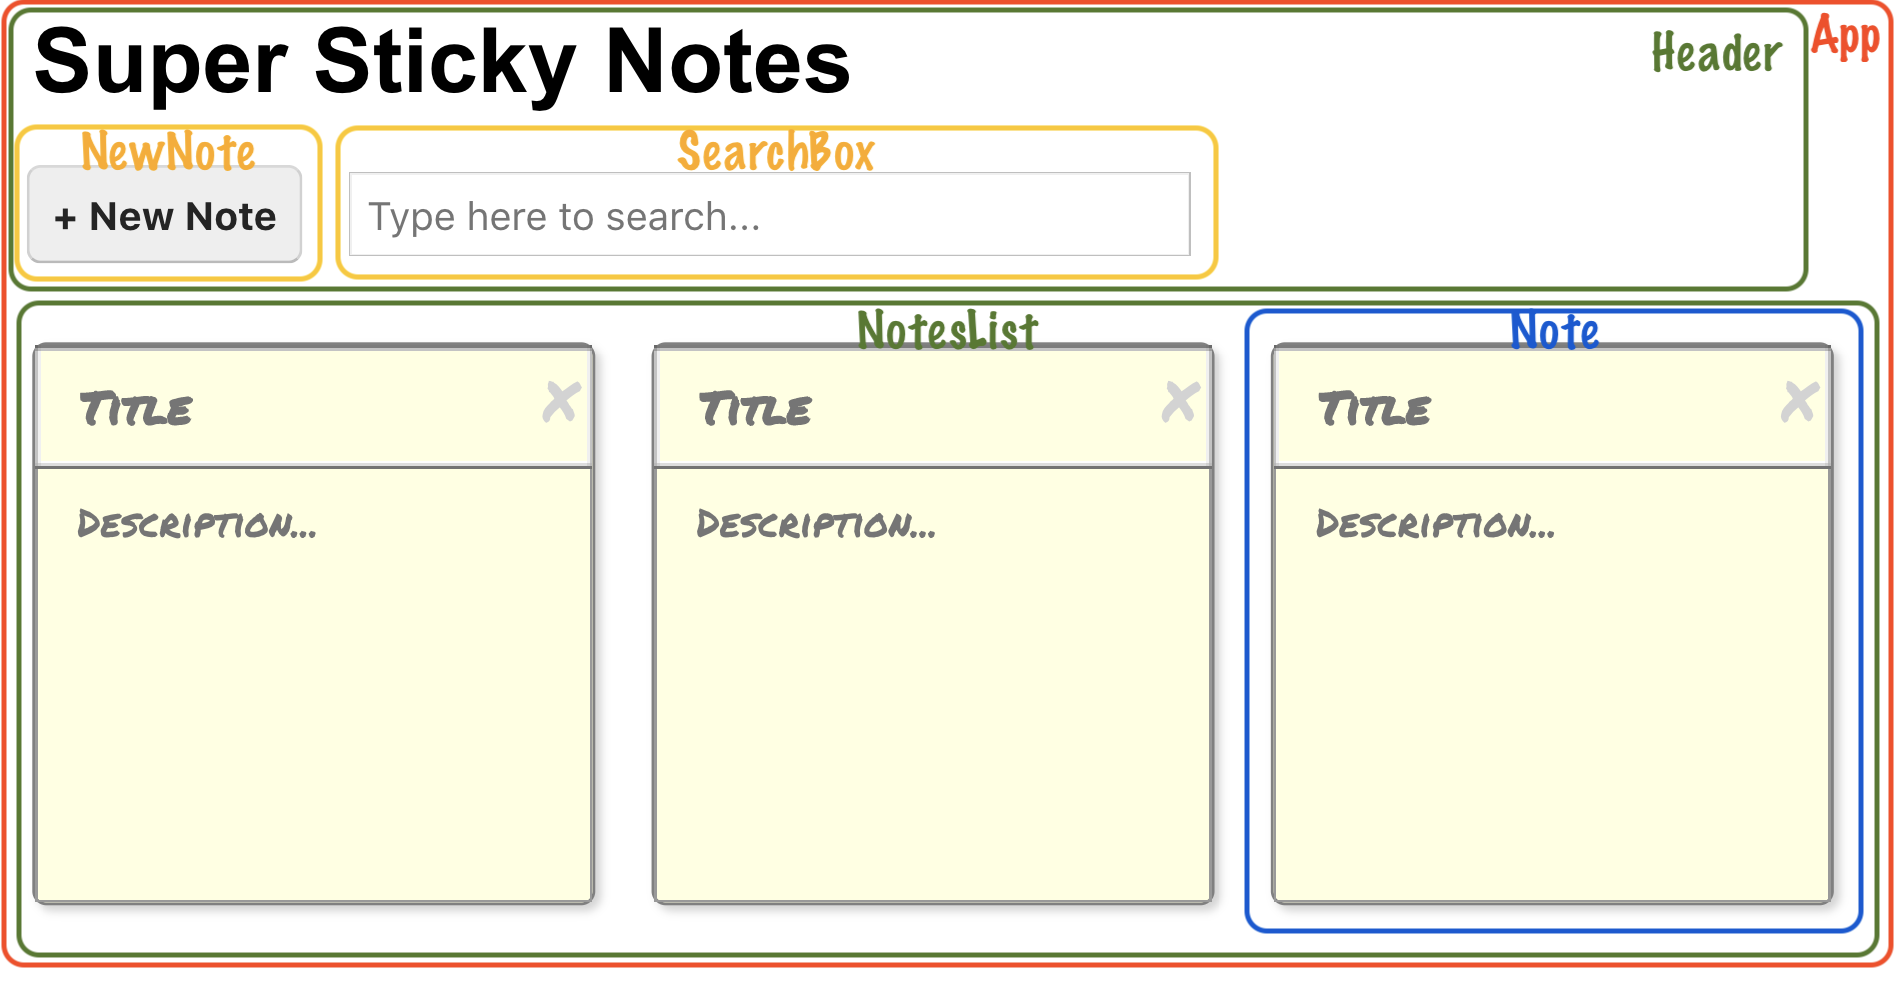 Super Sticky Notes
Header
App
NewNote
SearchBox
+ New Note
Type here to search...
NotesList
Note
Title
Title
Title
Description...
Description...
Description...